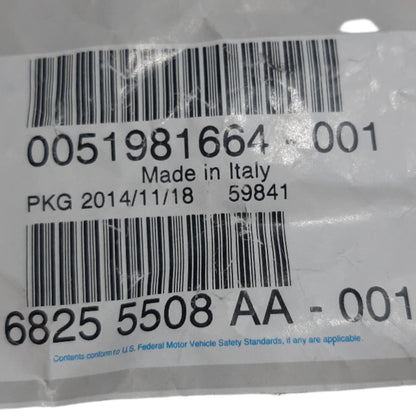 0051981664-001
Made in Italy
PKG 2014/11/18 59841
6825 5508 AA - 001
Contents conform to U.S. Federal Motor Vehicle Safety Standards, if any are applicable.